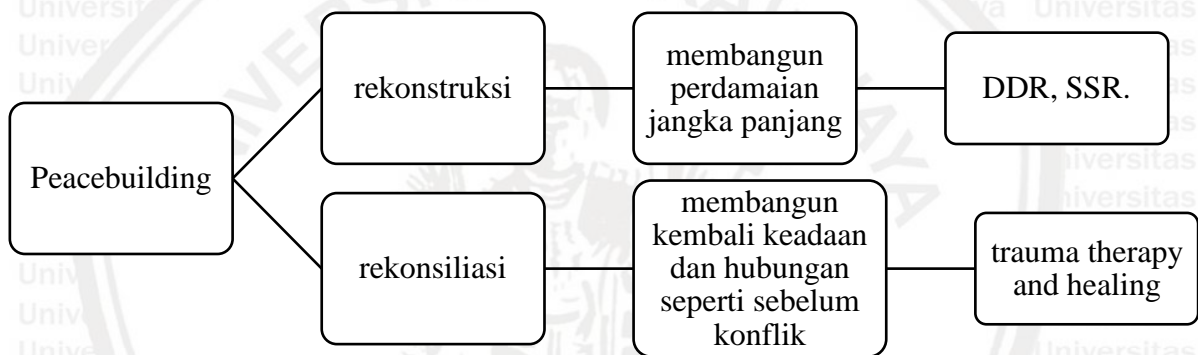 Peacebuilding
rekonstruksi
membangun
perdamaian
jangka panjang
DDR, SSR.
rekonsiliasi
membangun
kembali keadaan
dan hubungan
seperti sebelum
konflik
trauma therapy
and healing